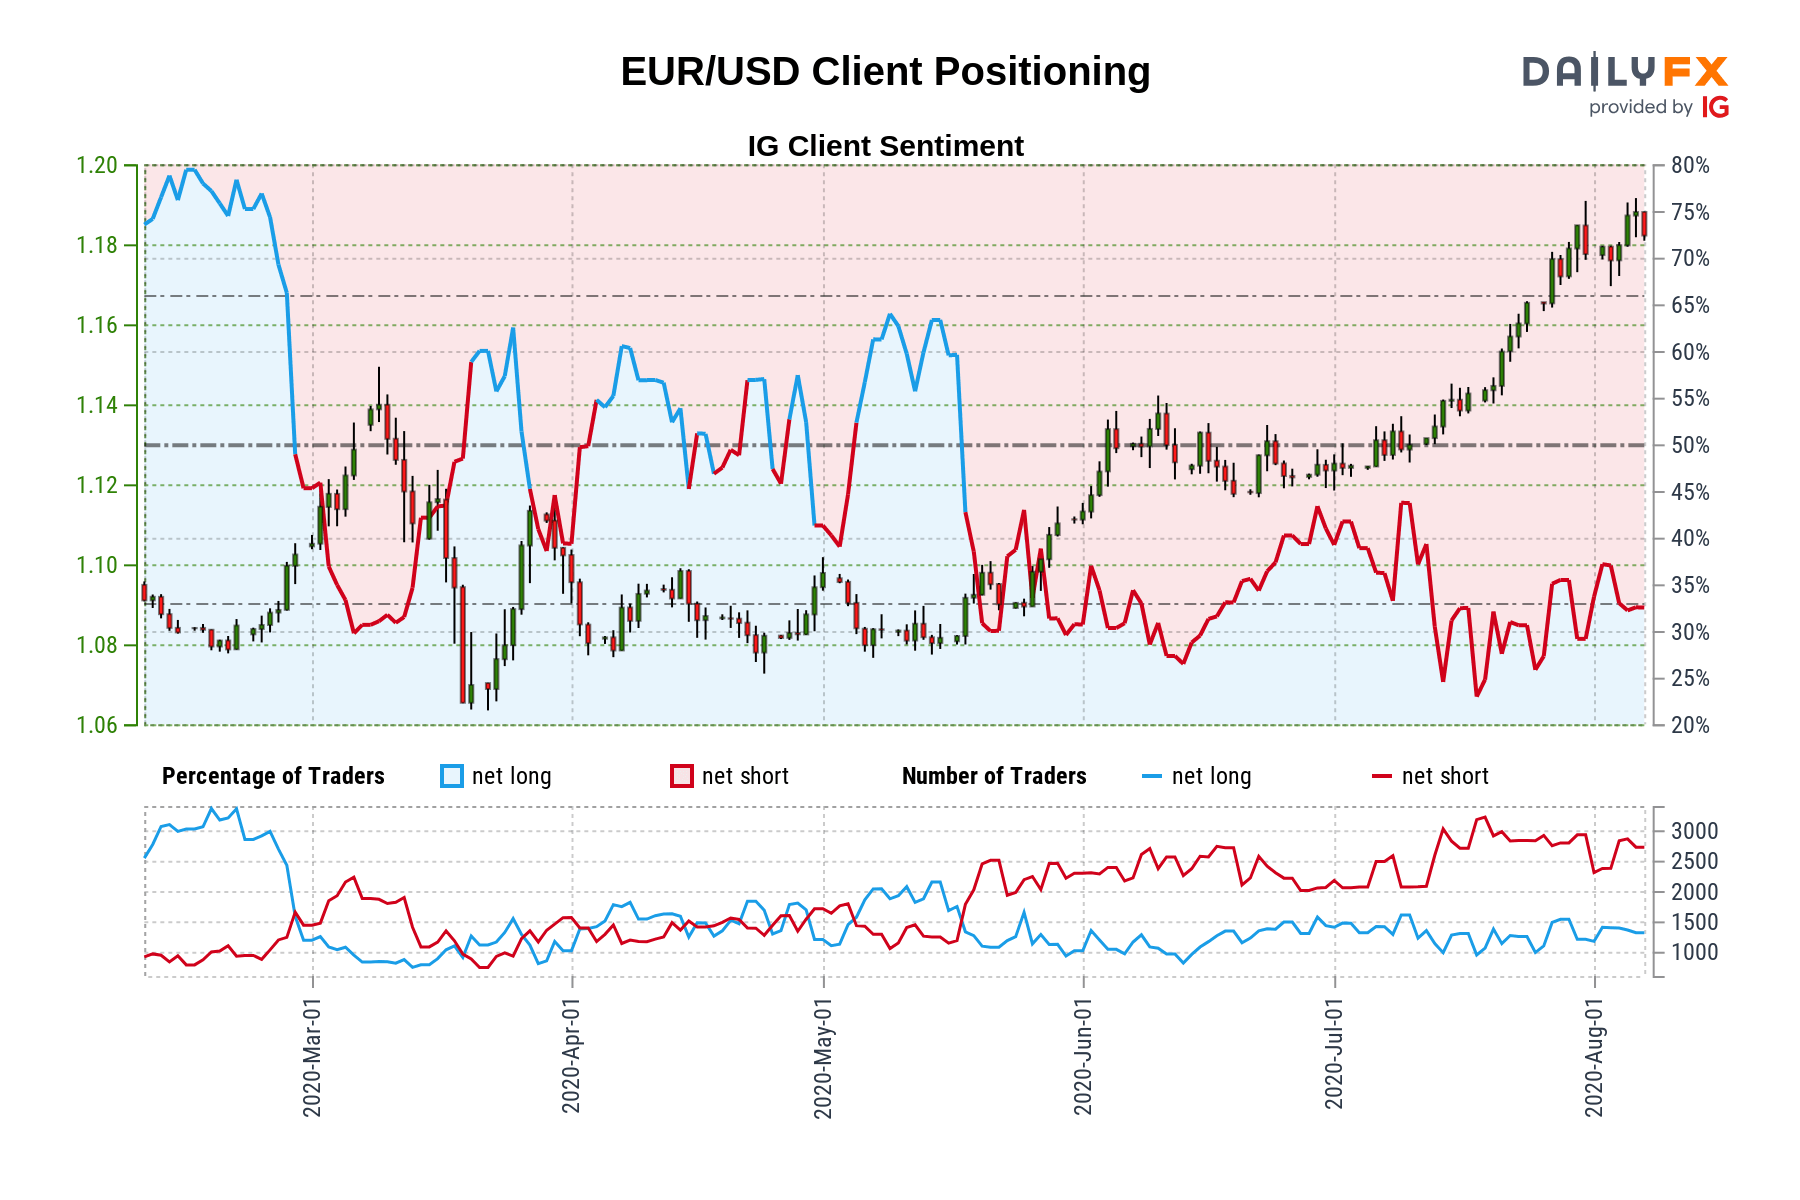 EUR/USD Client Positioning
DAILYFX
provided by IG
IG Client Sentiment
1.20
1.18
1.16
1.14
1.12
1.10
1.08
1.06
80%
75%
70%
65%
60%
55%
50%
45%
40%
35%
30%
25%
20%
Percentage of Traders net long net short Number of Traders net long net short
3000
2500
2000
1500
1000
2020-Mar-01
2020-Apr-01
2020-May-01
2020-Jun-01
2020-Jul-01
2020-Aug-01